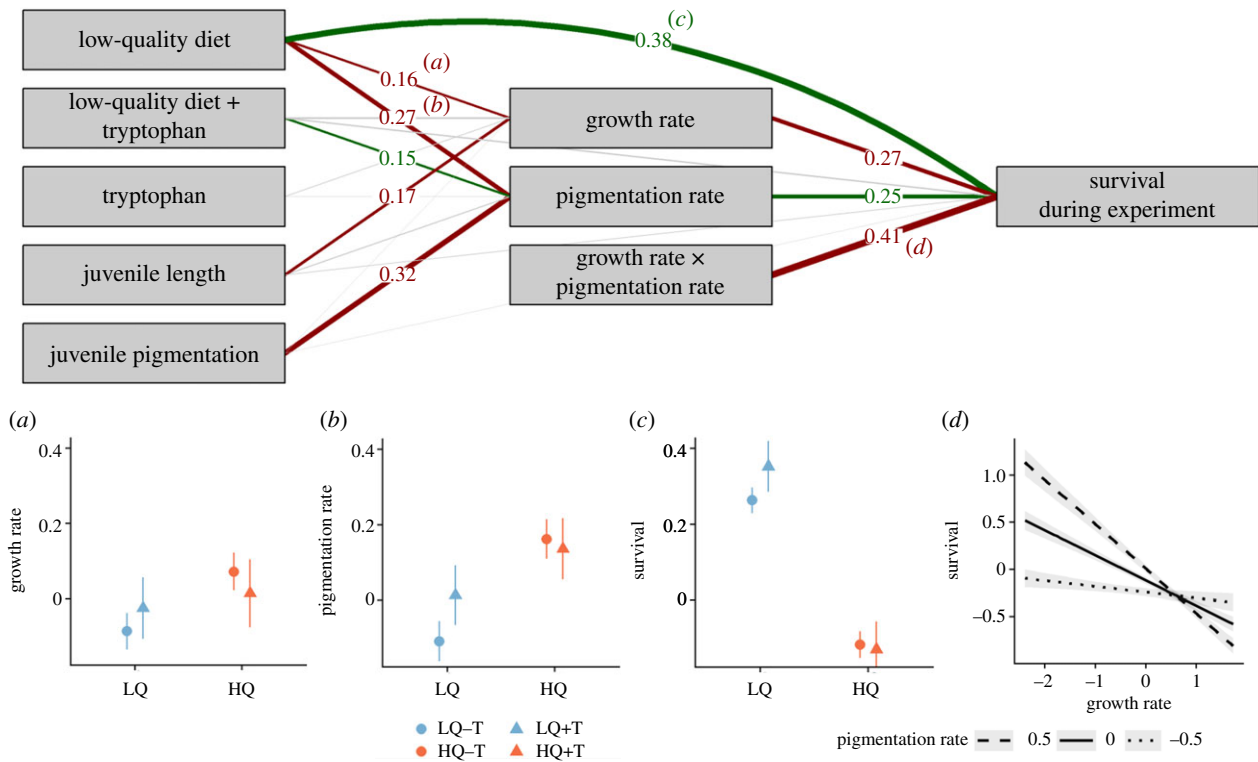 low-quality diet
(c)
0.38
(a)
0.16
low-quality diet +
tryptophan
(b)
0.27
growth rate
0.15
0.27
tryptophan
0.17
pigmentation rate
0.25
survival
during experiment
juvenile length
0.32
growth rate ×
pigmentation rate
0.41
(d)
juvenile pigmentation
(a)
0.4
0.2
0
growth rate
LQ
HQ
(b)
0.4
0.2
0
pigmentation rate
LQ
HQ
(c)
0.4
0.2
0
survival
LQ
HQ
(d)
1.0
0.5
0
−0.5
survival
−2 −1 0 1
growth rate
LQ–T LQ+T
HQ–T HQ+T
pigmentation rate 0.5 0 −0.5